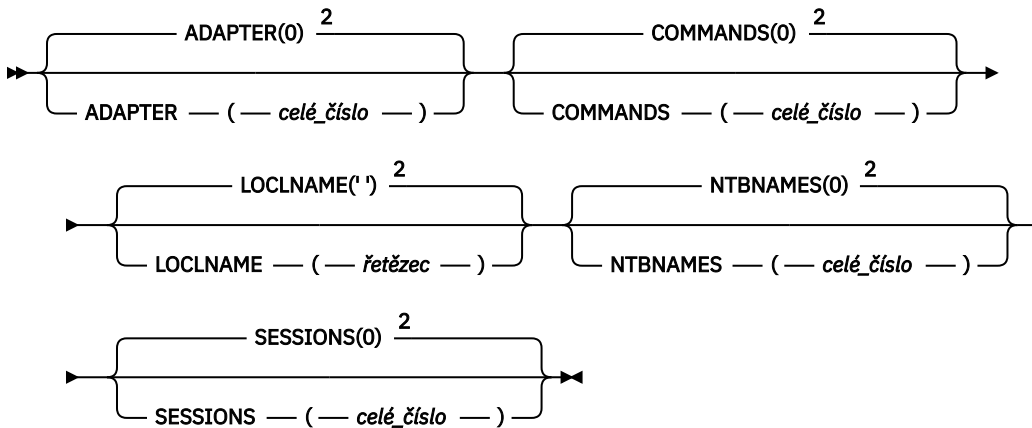 ADAPTER(0) 2 COMMANDS(0) 2
ADAPTER ( celé_číslo ) COMMANDS ( celé_číslo )
LOCLNAME(' ') 2 NTBNAMES(0) 2
LOCLNAME ( řetězec ) NTBNAMES ( celé_číslo )
SESSIONS(0) 2
SESSIONS ( celé_číslo )